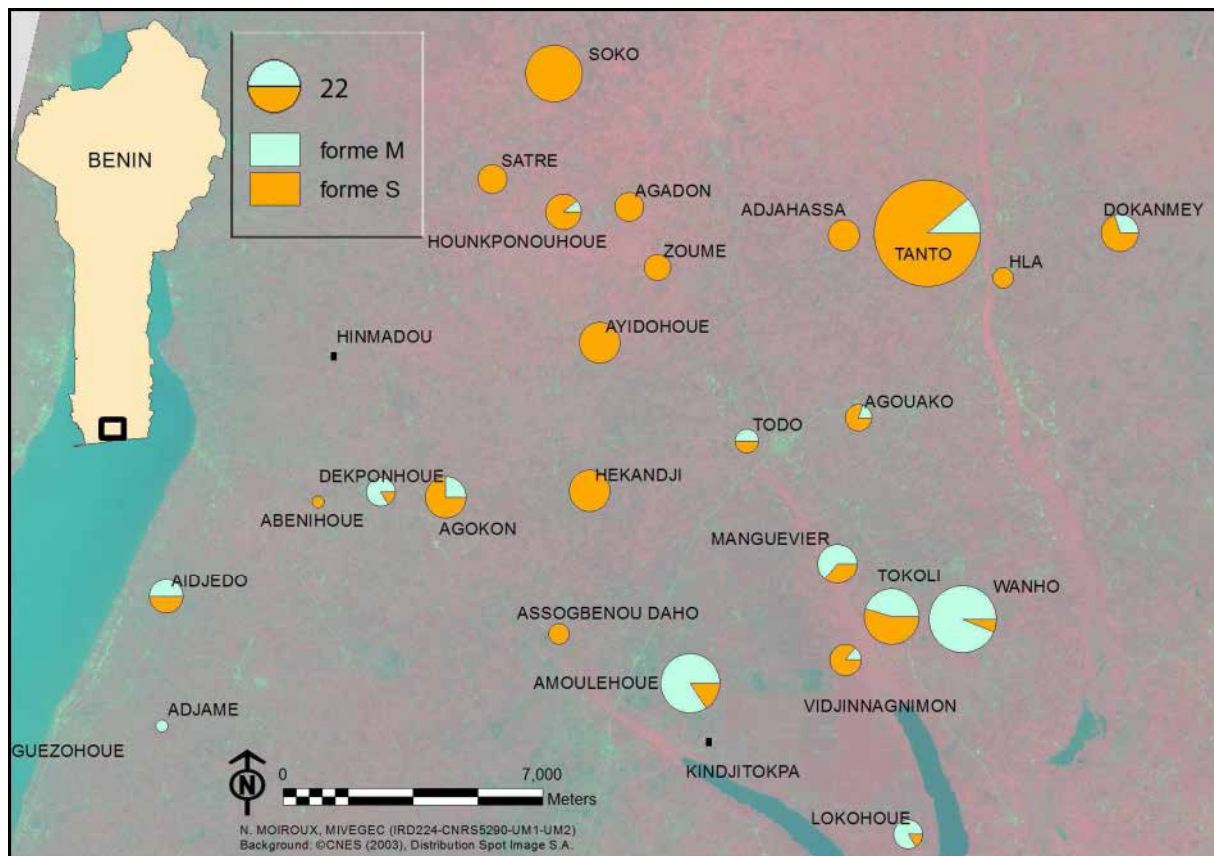 BENIN
22
forme M
forme S
SOKO
SATRE
AGADON
HOUNKPONOUHOUE
ZOUME
ADJAHASSA
TANTO
DOKANMEY
HLA
HINMADOU
AYIDOHOUE
AGOUAKO
TODO
DEKPONHOUE
HEKANDJI
ABENIHOUE
AGOKON
MANGUEVIER
TOKOLI
WANHO
AIDJEDO
ASSOGBENOU DAHO
AMOULEHOUE
VIDJINNAGNIMON
ADJAME
GUEZOHOUE
KINDJITOKPA
LOKOHOUE
N
0 7,000
Meters
N. MOIROUX, MIVEGEC (IRD224-CNRS5290-UM1-UM2)
Background: ©CNES (2003), Distribution Spot Image S.A.